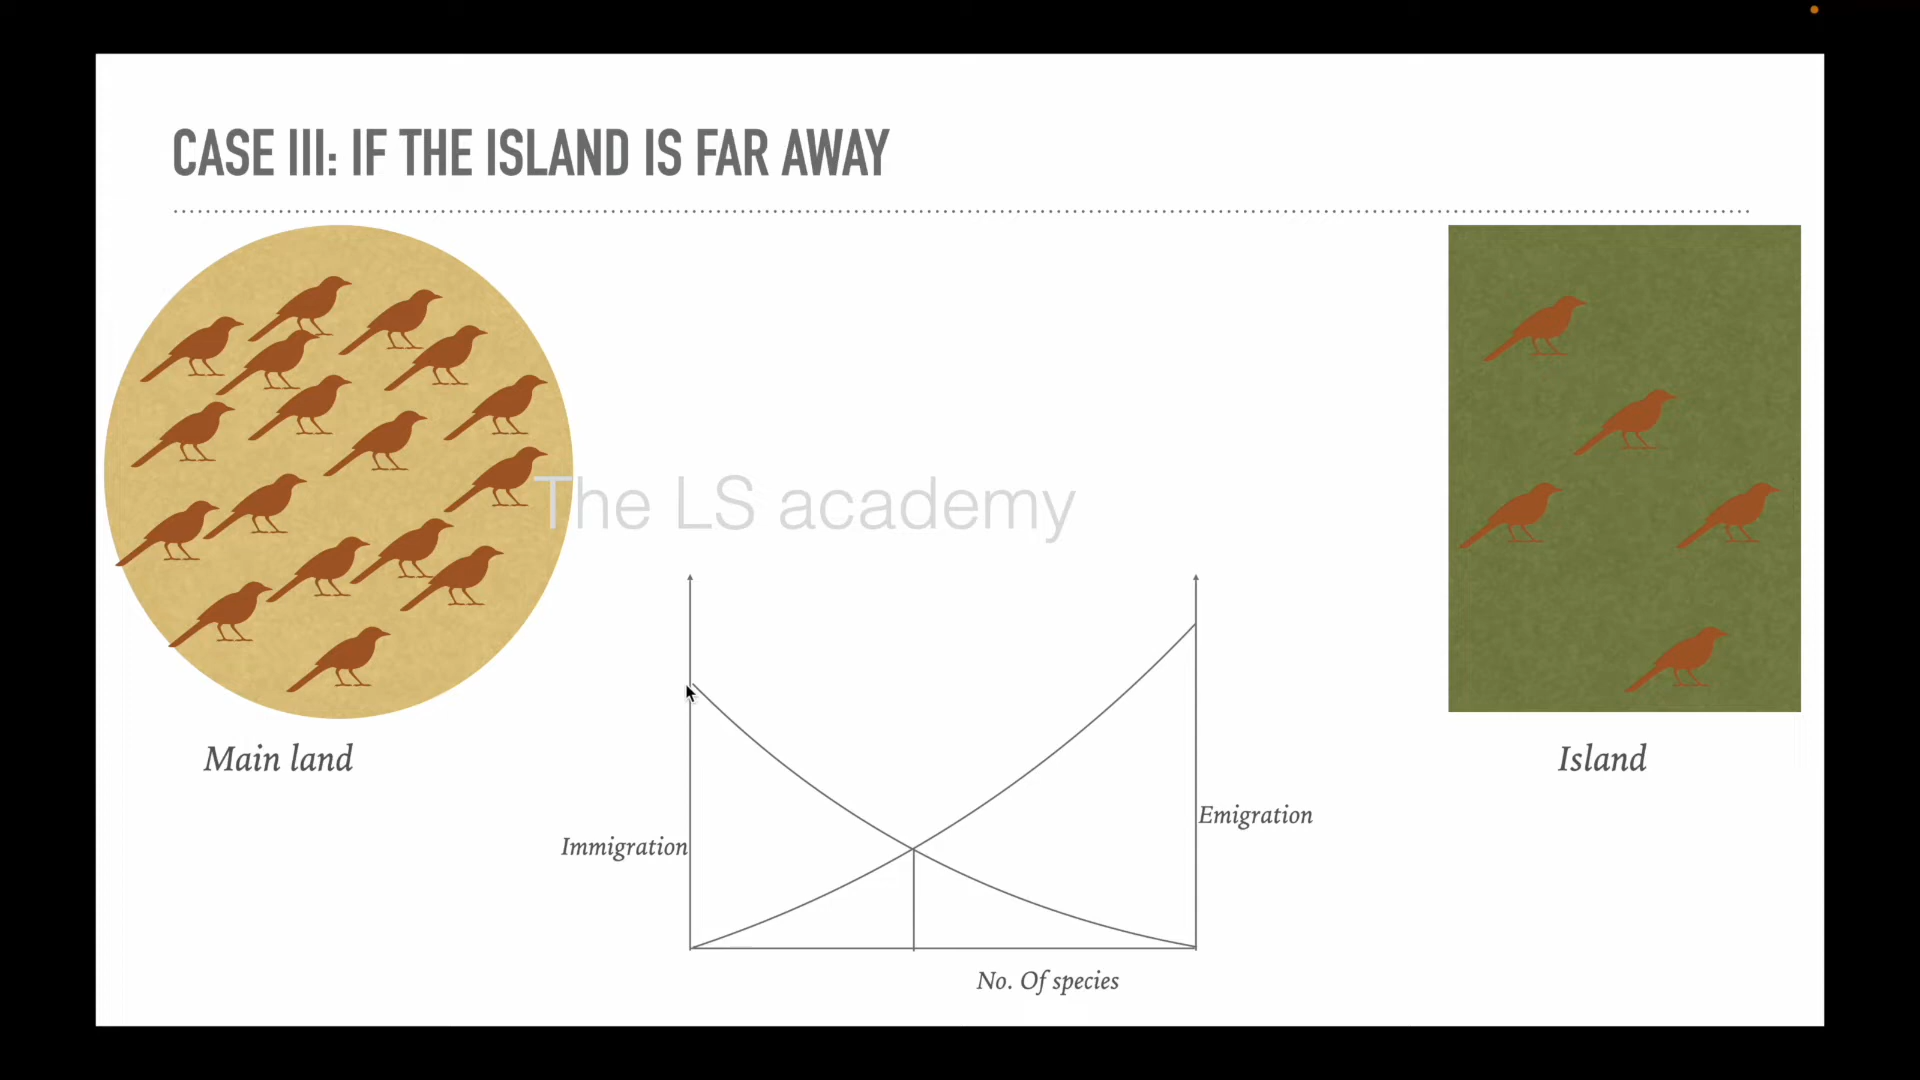 CASE III: IF THE ISLAND IS FAR AWAY
The LS academy
Main land
Island
Immigration
Emigration
No. Of species